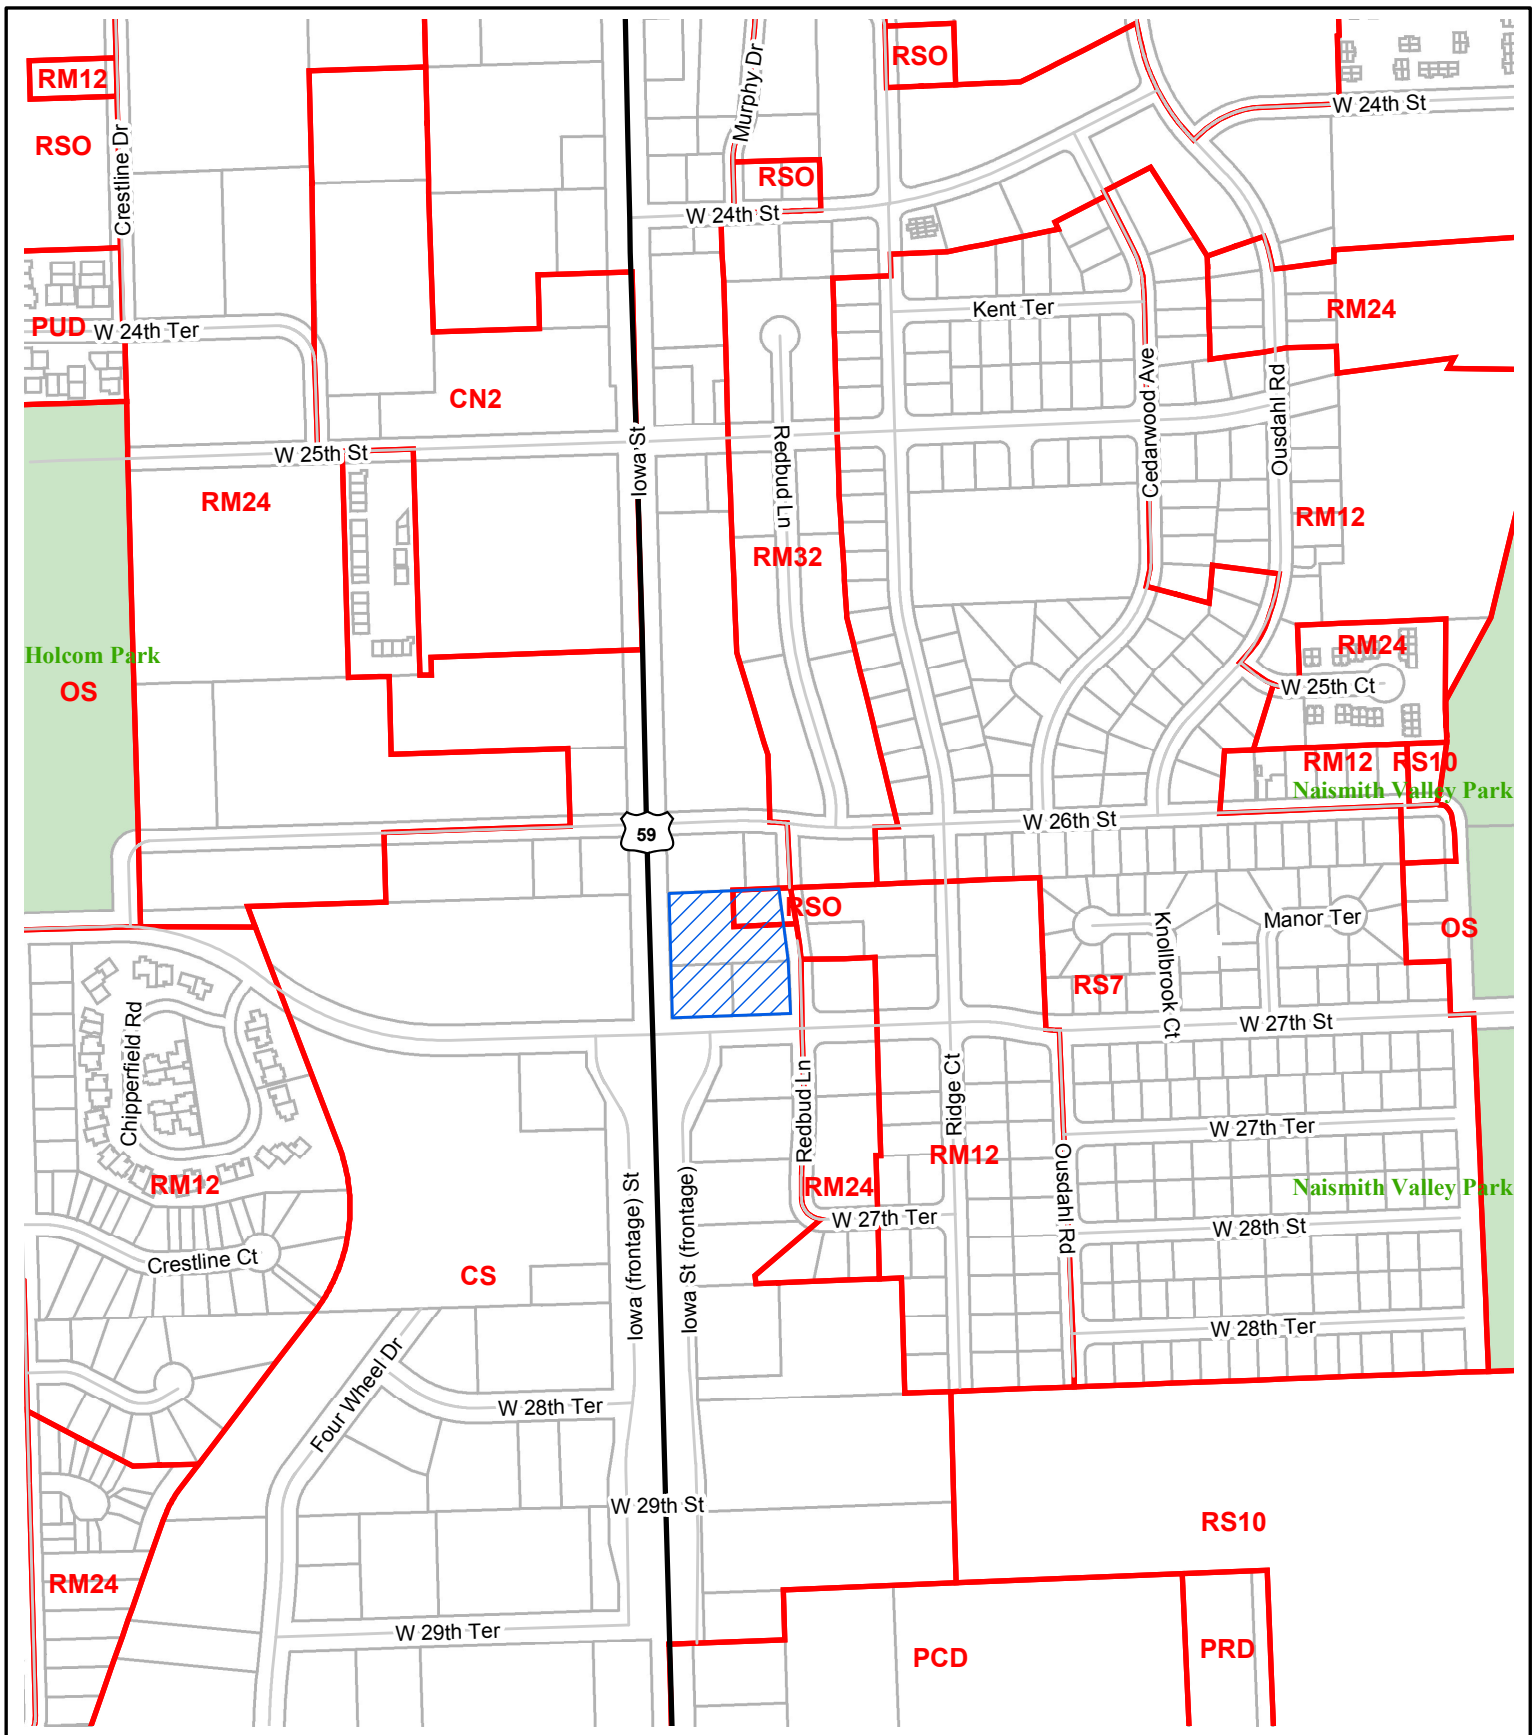 RSO
RM12
Murphy Dr
W 24th St
RSO
Crestline Dr
RSO
W 24th St
PUD
W 24th Ter
Kent Ter
RM24
CN2
Cedarwood Ave
Ousdahl Rd
W 25th St
Iowa St
Redbud Ln
RM24
RM12
RM32
Holcom Park
OS
RM24
W 25th Ct
RM12
RS10
Naismith Valley Park
59
W 26th St
RSO
Manor Ter
OS
Knollbrook Ct
RS7
W 27th St
Chipperfield Rd
Redbud Ln
Ridge Ct
W 27th Ter
RM12
RM12
RM24
Naismith Valley Park
Ousdahl Rd
W 27th Ter
W 28th St
Iowa (frontage) St
Iowa St (frontage)
Crestline Ct
CS
W 28th Ter
Four Wheel Dr
W 28th Ter
W 29th St
RS10
RM24
W 29th Ter
PCD
PRD